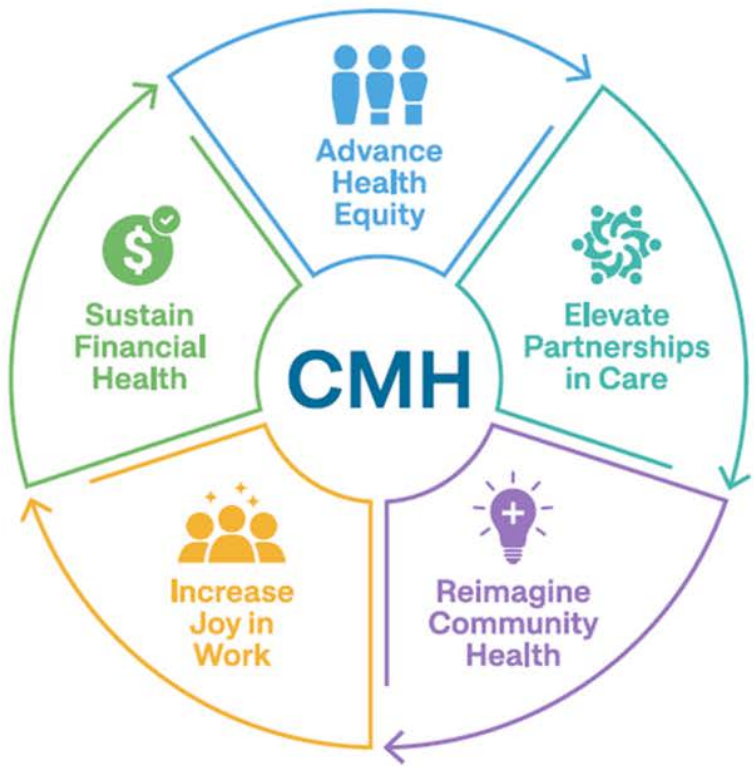 Advance
Health
Equity
$
Sustain
Financial
Health
Elevate
Partnerships
in Care
CMH
Increase
Joy in
Work
Reimagine
Community
Health